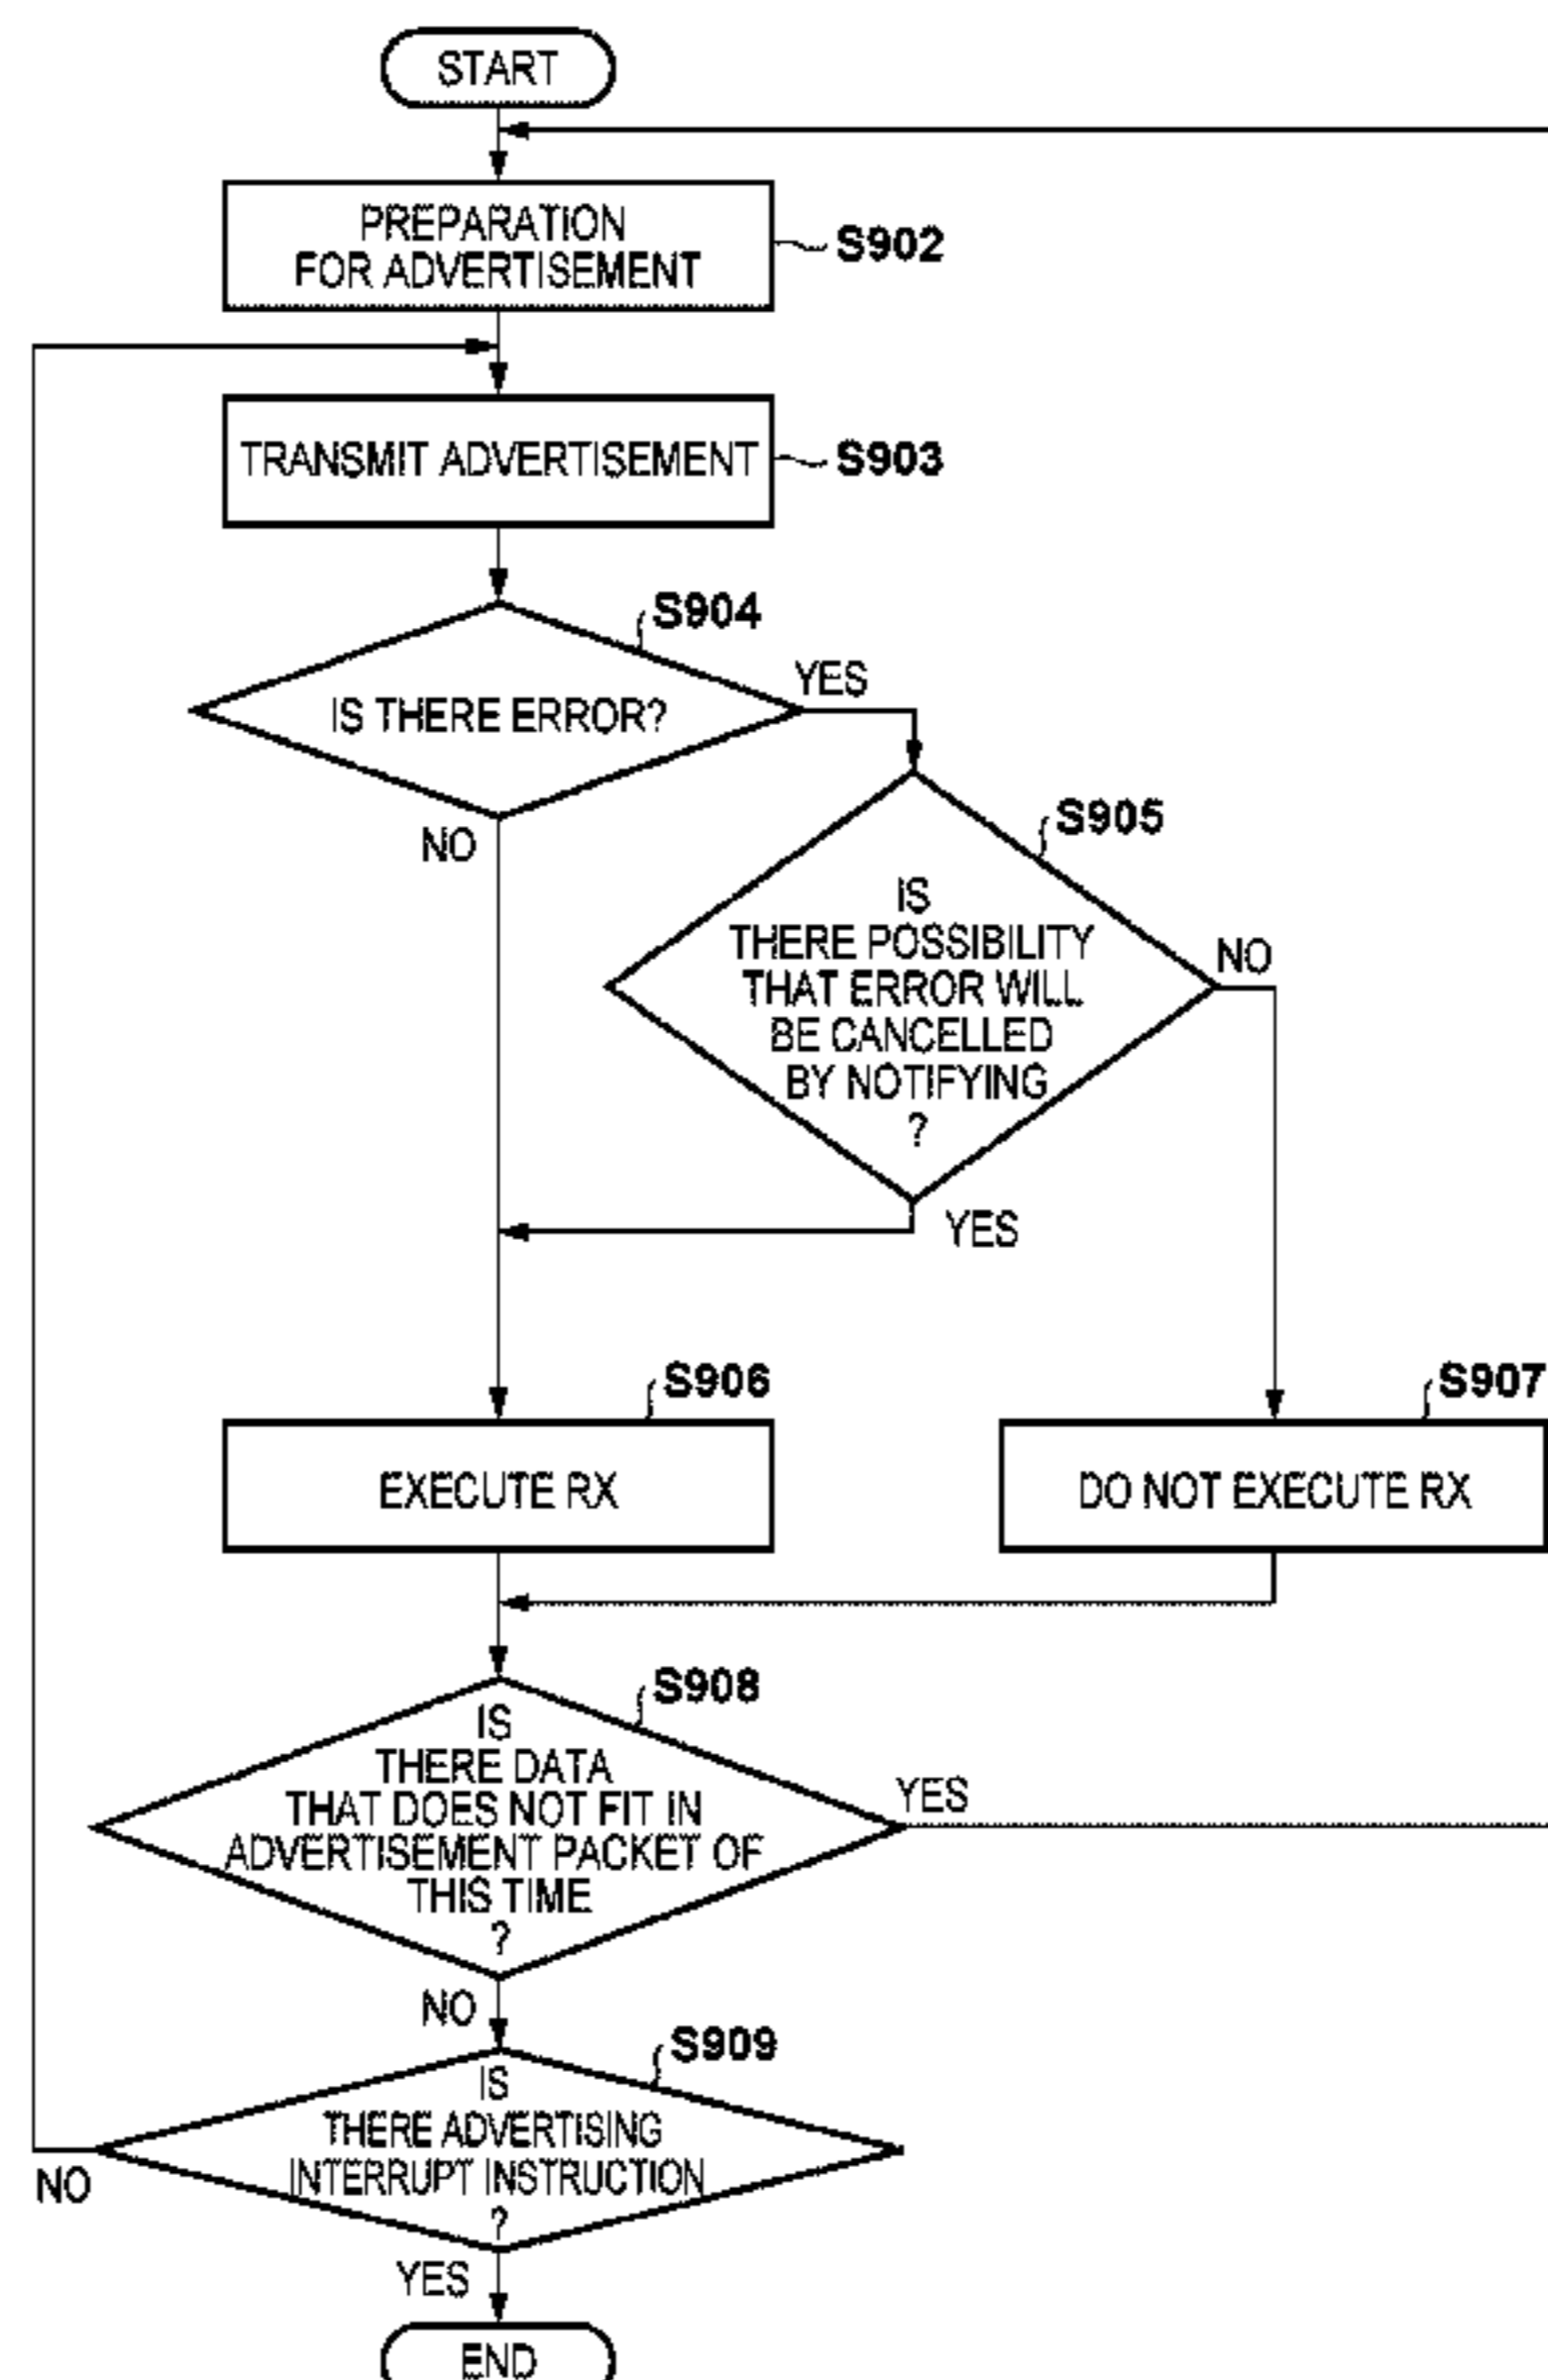 START
PREPARATION
FOR ADVERTISEMENT
S902
TRANSMIT ADVERTISEMENT
S903
S904
IS THERE ERROR?
YES
NO
S905
IS
THERE POSSIBILITY
THAT ERROR WILL
BE CANCELLED
BY NOTIFYING
?
NO
YES
S906
EXECUTE RX
S907
DO NOT EXECUTE RX
S908
IS
THERE DATA
THAT DOES NOT FIT IN
ADVERTISEMENT PACKET OF
THIS TIME
?
YES
NO
S909
IS
THERE ADVERTISING
INTERRUPT INSTRUCTION
?
NO
YES
END